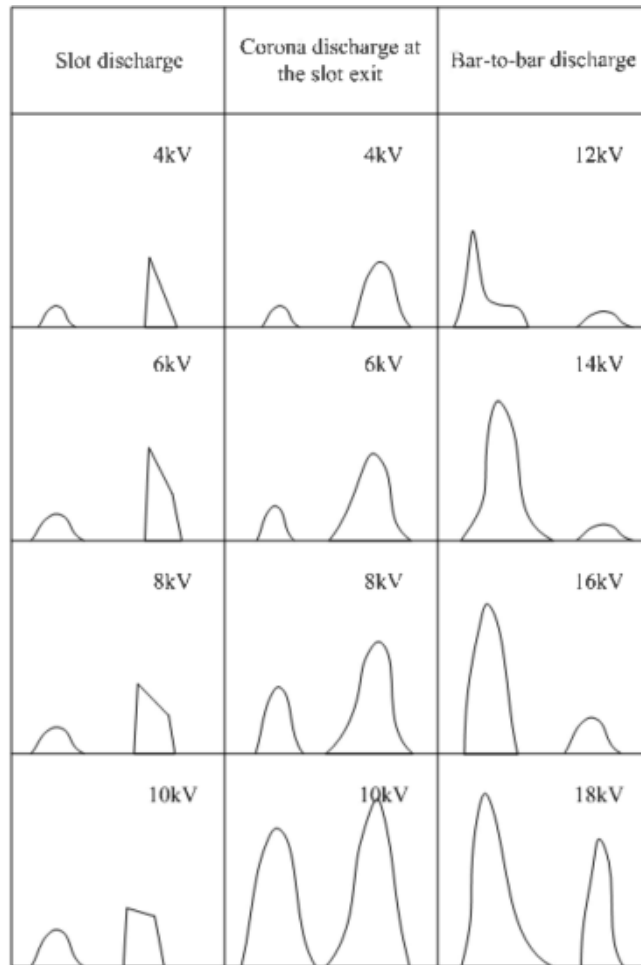 Slot discharge
Corona discharge at
the slot exit
Bar-to-bar discharge
4kV
4kV
12kV
6kV
6kV
14kV
8kV
8kV
16kV
10kV
10kV
18kV